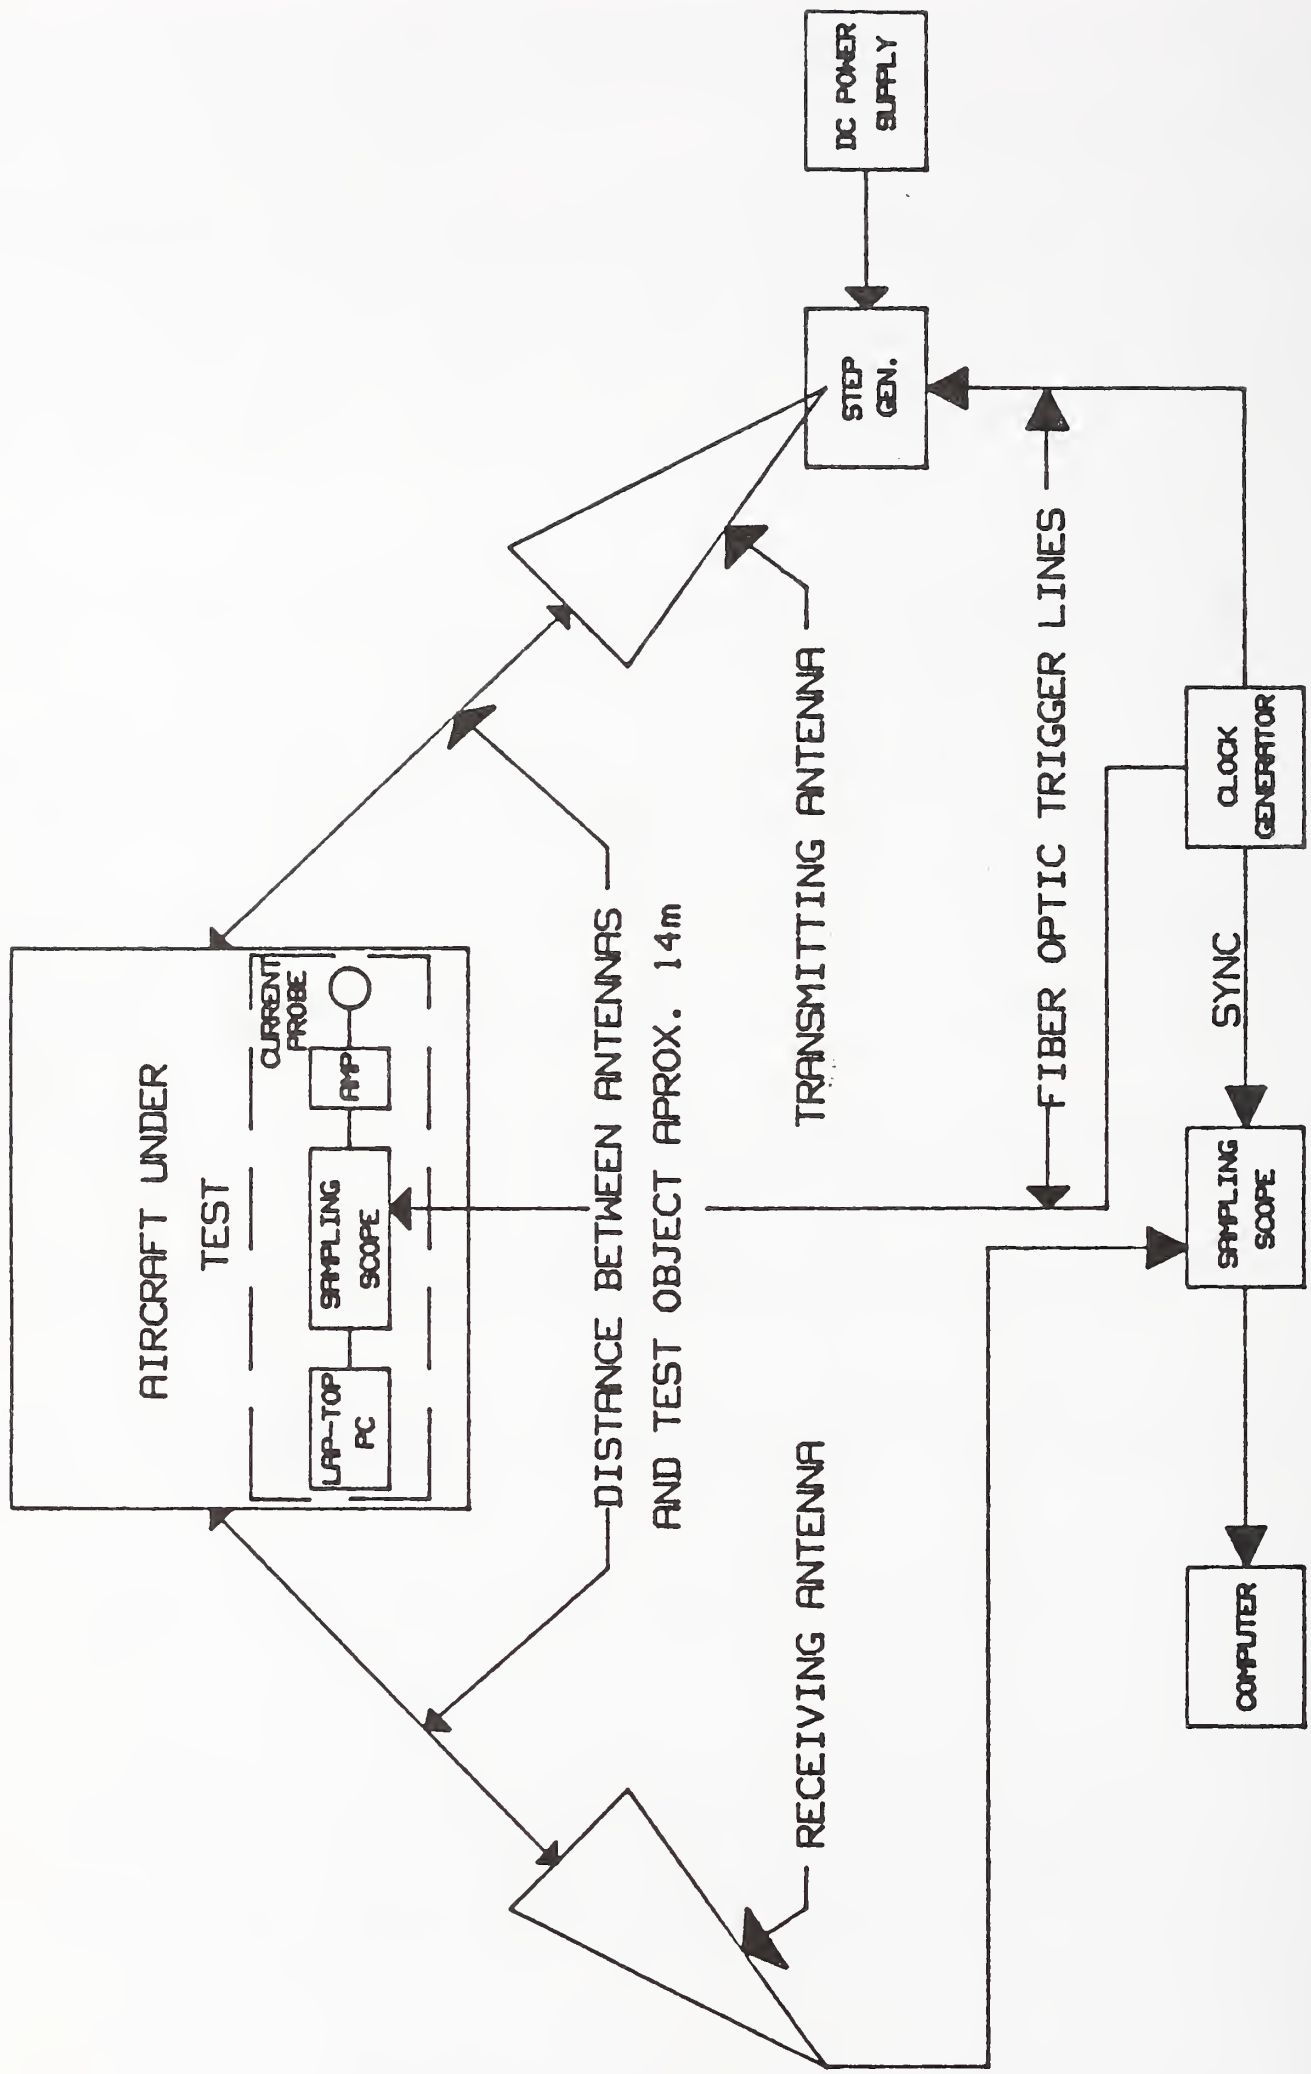 AIRCRAFT UNDER
TEST
CURRENT
PROBE
LAP-TOP
PC
SAMPLING
SCOPE
AMP
DISTANCE BETWEEN ANTENNAS
AND TEST OBJECT APROX. 14m
RECEIVING ANTENNA
TRANSMITTING ANTENNA
STEP
GEN.
DC POWER
SUPPLY
FIBER OPTIC TRIGGER LINES
COMPUTER
SAMPLING
SCOPE
SYNC
CLOCK
GENERATOR